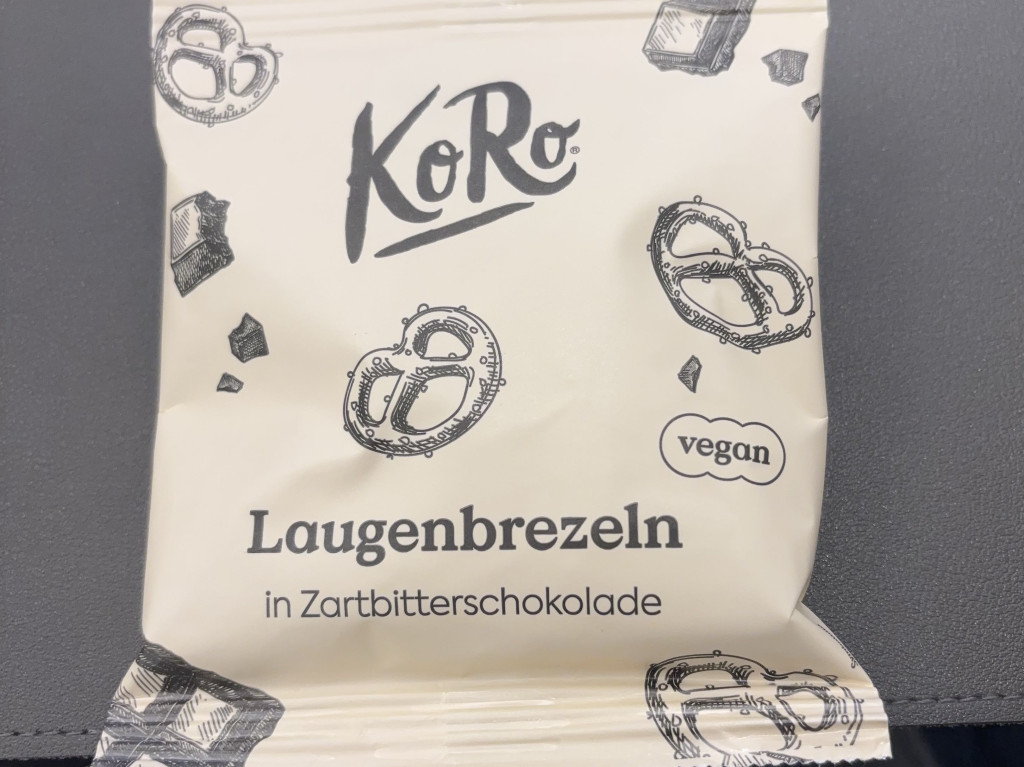 KoRo®
vegan
Laugenbrezeln
in Zartbitterschokolade